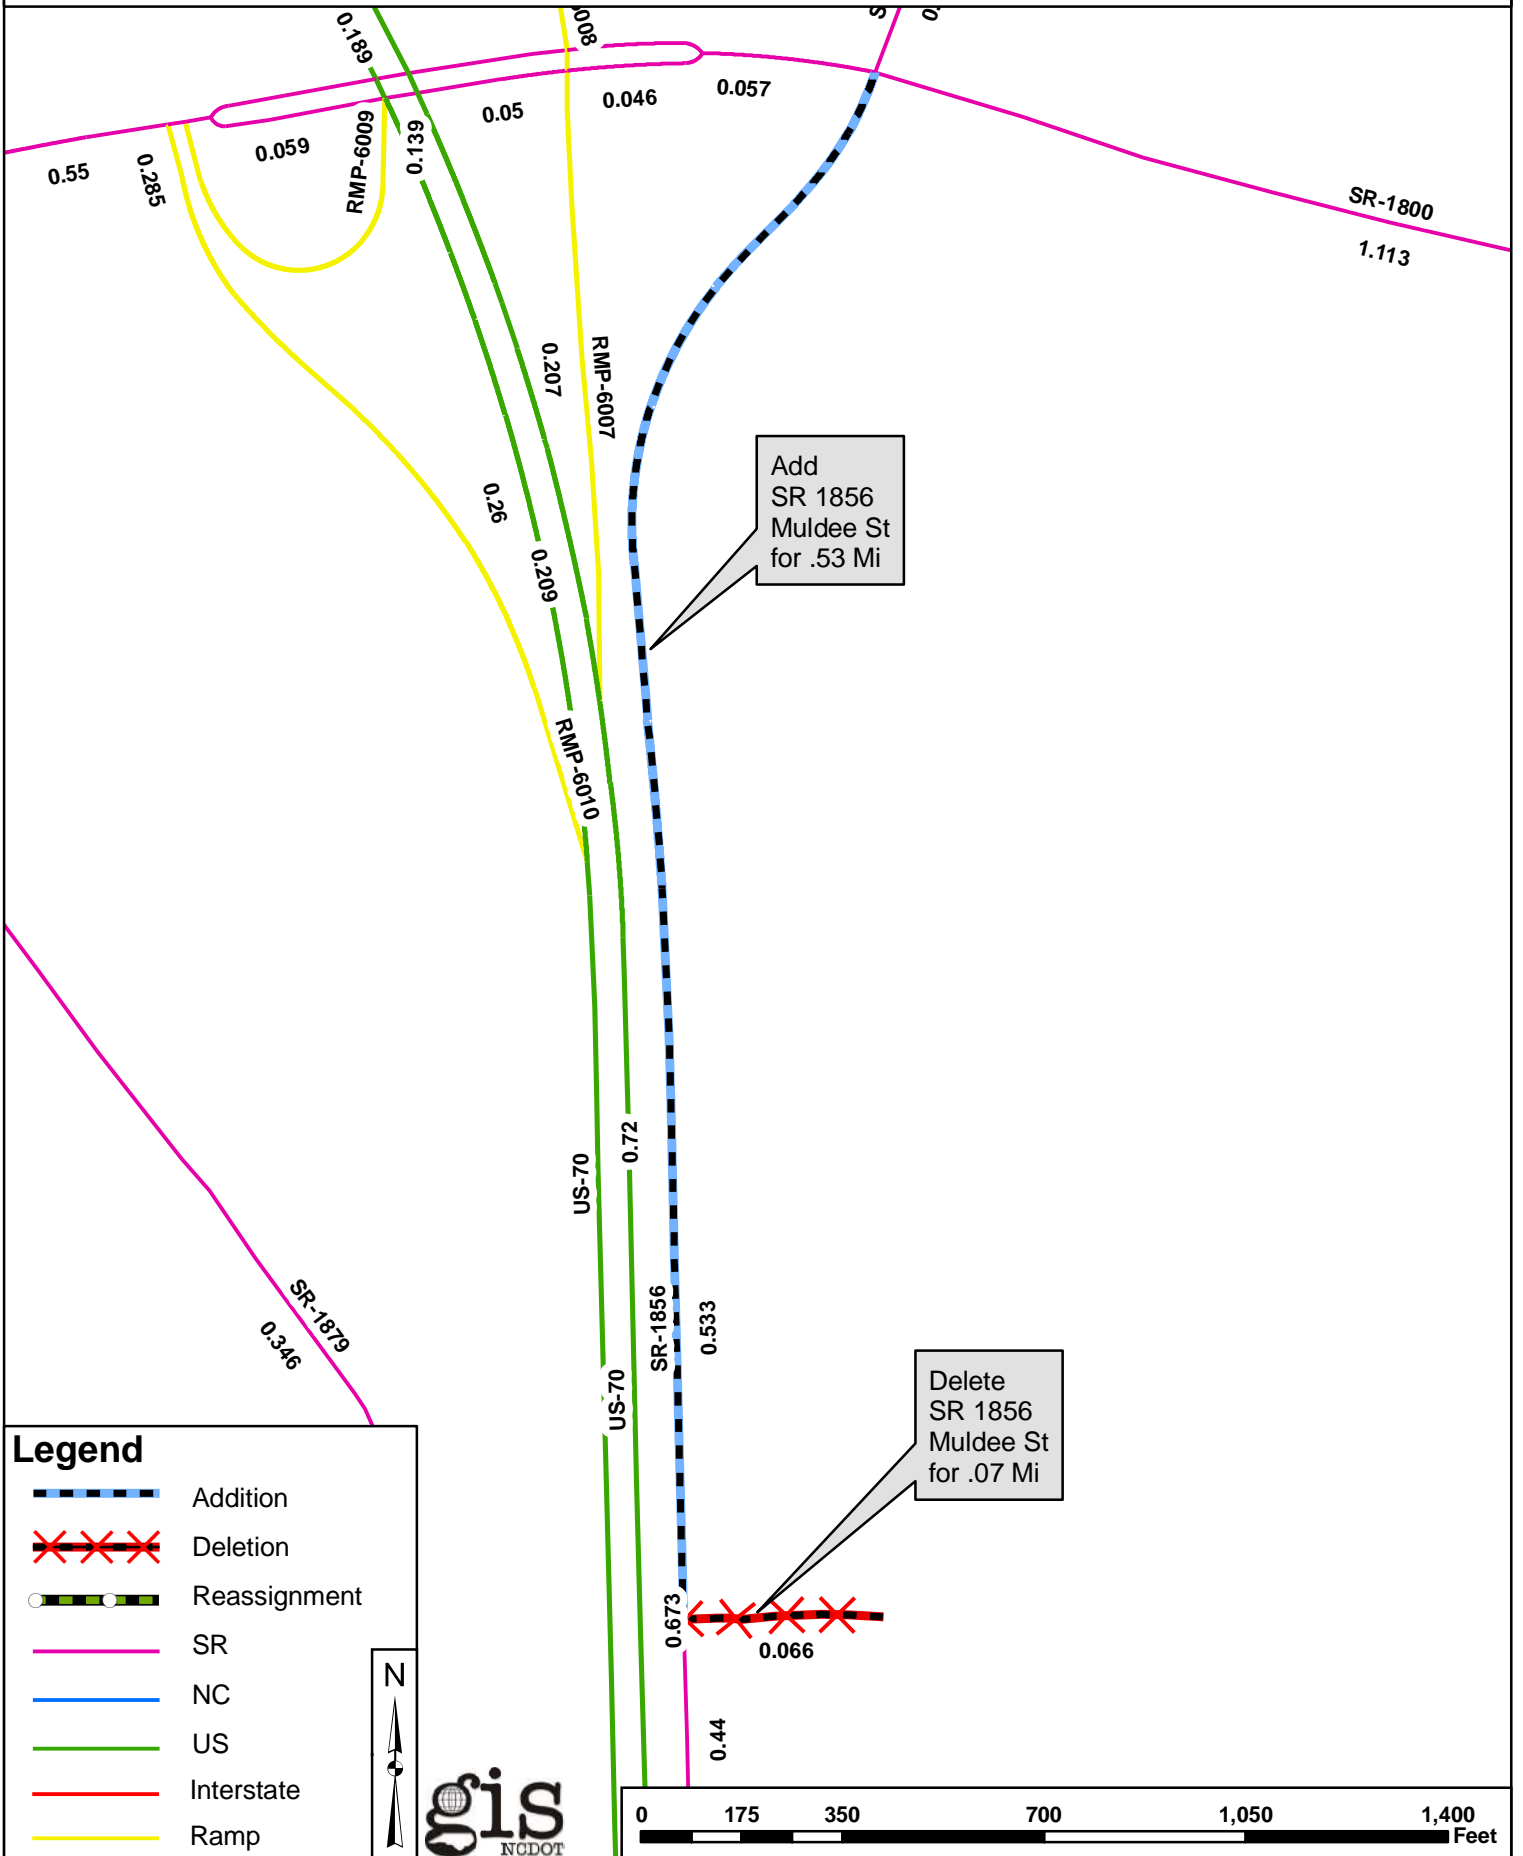 0.189
0.057
0.046
0.05
0.059
0.55
0.285
RMP-6009
0.139
SR-1800
1.113
0.207
RMP-6007
Add
SR 1856
Muldee St
for .53 Mi
0.26
0.209
RMP-6010
0.72
US-70
SR-1856
0.533
US-70
SR-1879
0.346
Delete
SR 1856
Muldee St
for .07 Mi
0.673
0.066
0.44
Legend
Addition
Deletion
Reassignment
SR
NC
US
Interstate
Ramp
N
gis
NCDOT
0 175 350 700 1,050 1,400
Feet